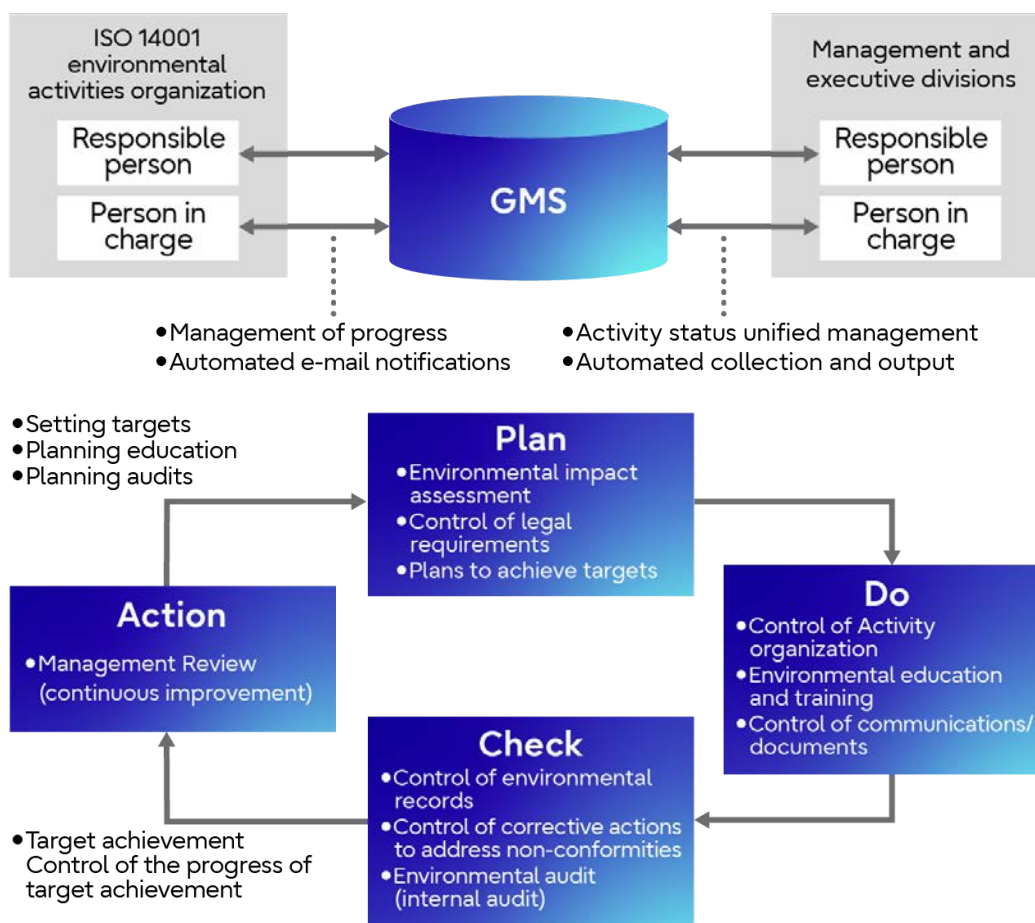 ISO 14001
environmental
activities organization
Responsible
person
Person in
charge
GMS
Management and
executive divisions
Responsible
person
Person in
charge
•Management of progress
•Automated e-mail notifications
•Activity status unified management
•Automated collection and output
•Setting targets
•Planning education
•Planning audits
Plan
•Environmental impact
assessment
•Control of legal
requirements
•Plans to achieve targets
Do
•Control of Activity
organization
•Environmental education
and training
•Control of communications/
documents
Check
•Control of environmental
records
•Control of corrective actions
to address non-conformities
•Environmental audit
(internal audit)
Action
•Management Review
(continuous improvement)
•Target achievement
Control of the progress of
target achievement